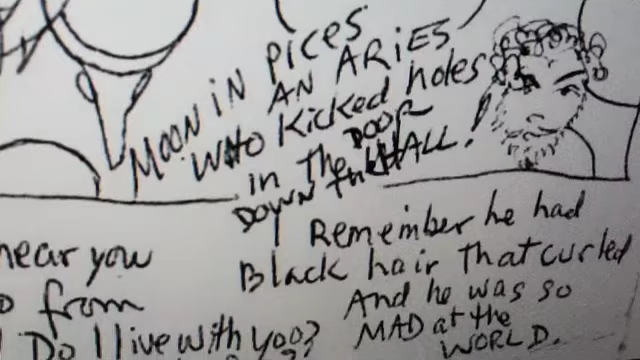 MOON iN PiCES
AN ARiES
WHO Kicked holes
in the DOOR
DOWN the HALL!
I Remember he had
Black hair That curled
And he was so
MAD at the
WORLD.
near you
from
Do I live with you?